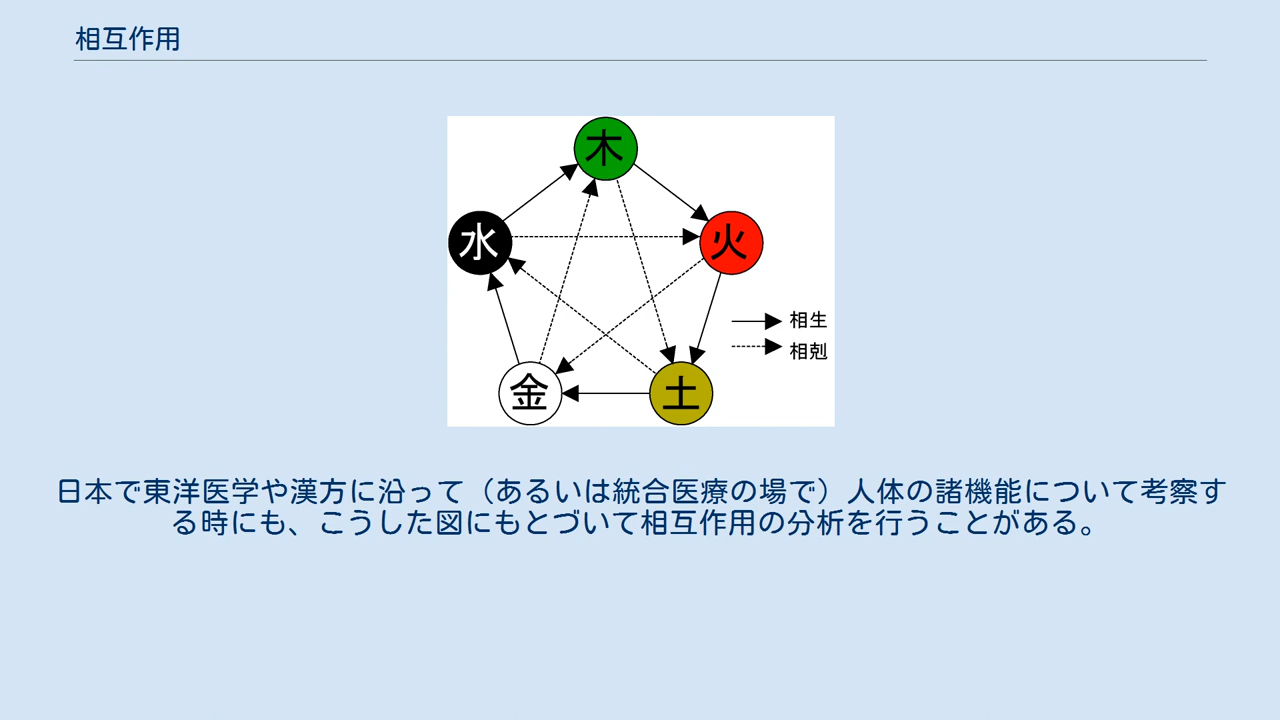 相互作用
木
水
火
相生
相剋
金
土
日本で東洋医学や漢方に沿って（あるいは統合医療の場で）人体の諸機能について考察す
る時にも、こうした図にもとづいて相互作用の分析を行うことがある。